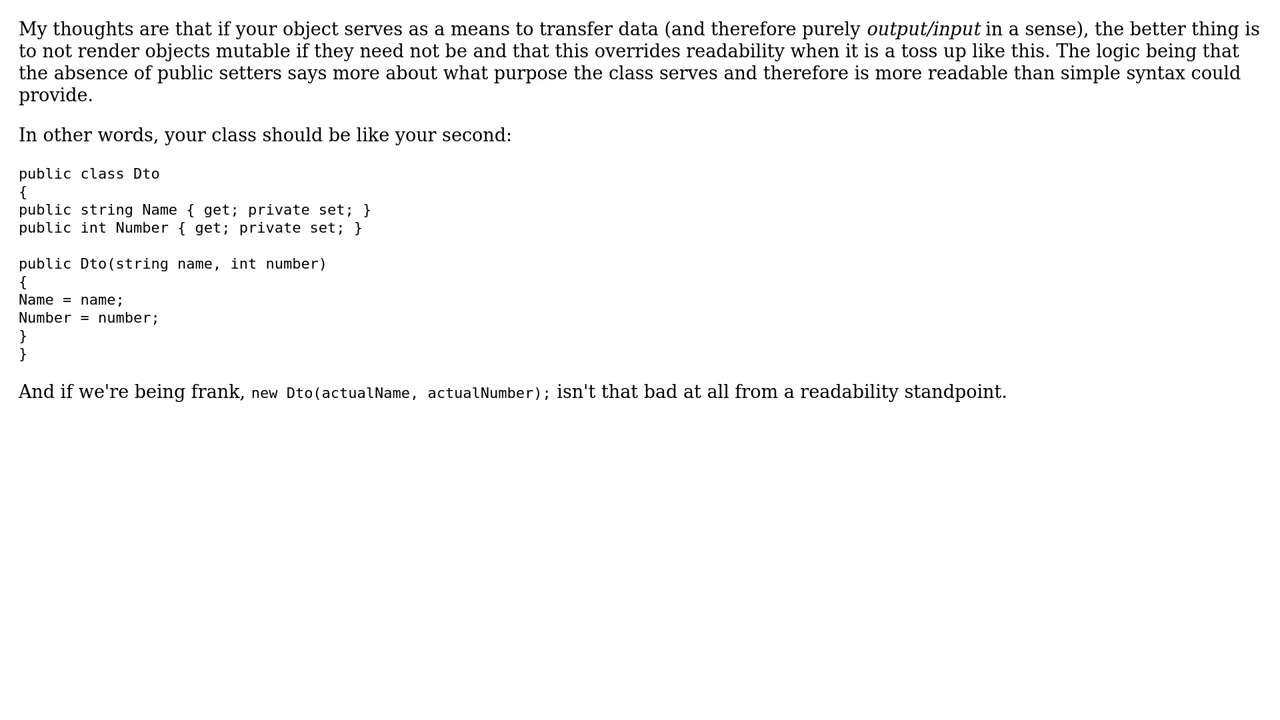 My thoughts are that if your object serves as a means to transfer data (and therefore purely output/input in a sense), the better thing is
to not render objects mutable if they need not be and that this overrides readability when it is a toss up like this. The logic being that
the absence of public setters says more about what purpose the class serves and therefore is more readable than simple syntax could
provide.
In other words, your class should be like your second:
public class Dto
{
public string Name { get; private set; }
public int Number { get; private set; }
public Dto(string name, int number)
{
Name = name;
Number = number;
}
}
And if we're being frank, new Dto(actualName, actualNumber); isn't that bad at all from a readability standpoint.